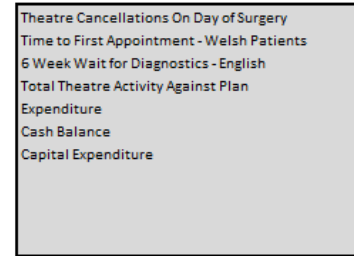 Theatre Cancellations On Day of Surgery
Time to First Appointment - Welsh Patients
6 Week Wait for Diagnostics - English
Total Theatre Activity Against Plan
Expenditure
Cash Balance
Capital Expenditure